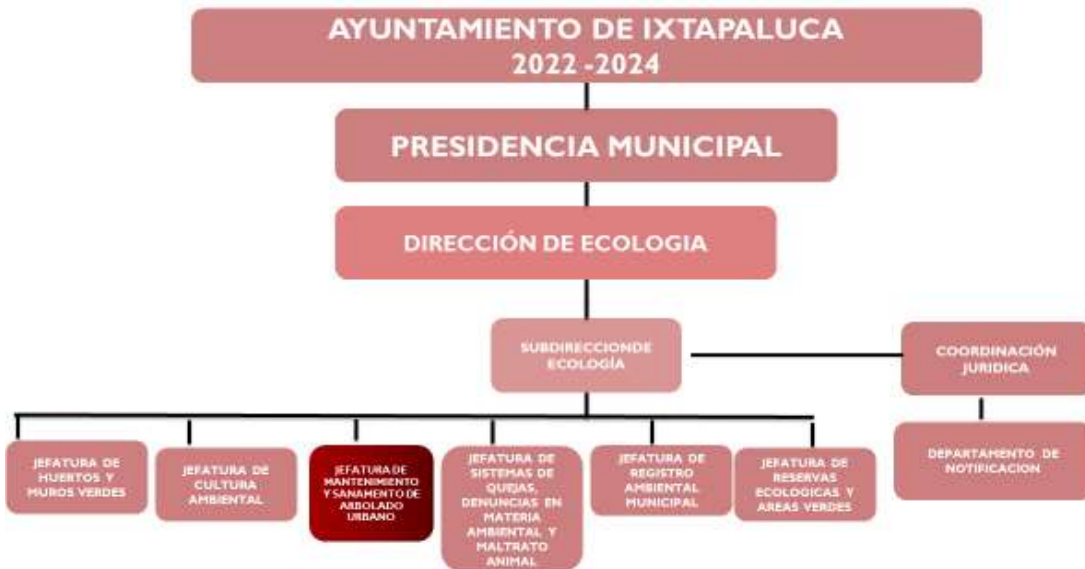 AYUNTAMIENTO DE IXTAPALUCA
2022 -2024
PRESIDENCIA MUNICIPAL
DIRECCIÓN DE ECOLOGIA
SUBDIRECCIONDE
ECOLOGÍA
COORDINACIÓN
JURIDICA
JEFATURA DE
HUERTOS Y
MUROS VERDES
JEFATURA DE
CULTURA
AMBIENTAL
JEFATURA DE
MANTENIMIENTO
Y SANAMENTO DE
ARBOLADO
URBANO
JEFATURA DE
SISTEMAS DE
QUEJAS,
DENUNCIAS EN
MATERIA
AMBIENTAL Y
MALTRATO
ANIMAL
JEFATURA DE
REGISTRO
AMBIENTAL
MUNICIPAL
JEFATURA DE
RESERVAS
ECOLOGICAS Y
AREAS VERDES
DEPARTAMENTO DE
NOTIFICACION